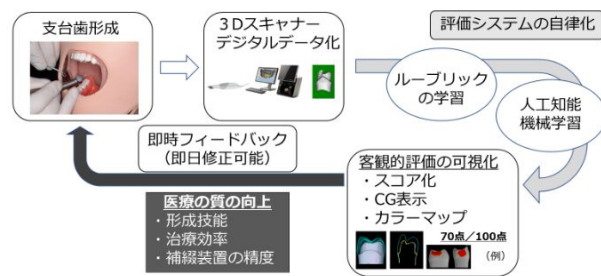 支台歯形成
３Dスキャナー
デジタルデータ化
評価システムの自律化
ルーブリック
の学習
人工知能
機械学習
即時フィードバック
（即日修正可能）
客観的評価の可視化
・スコア化
・CG表示
・カラーマップ
70点／100点
（例）
医療の質の向上
・形成技能
・治療効率
・補綴装置の精度